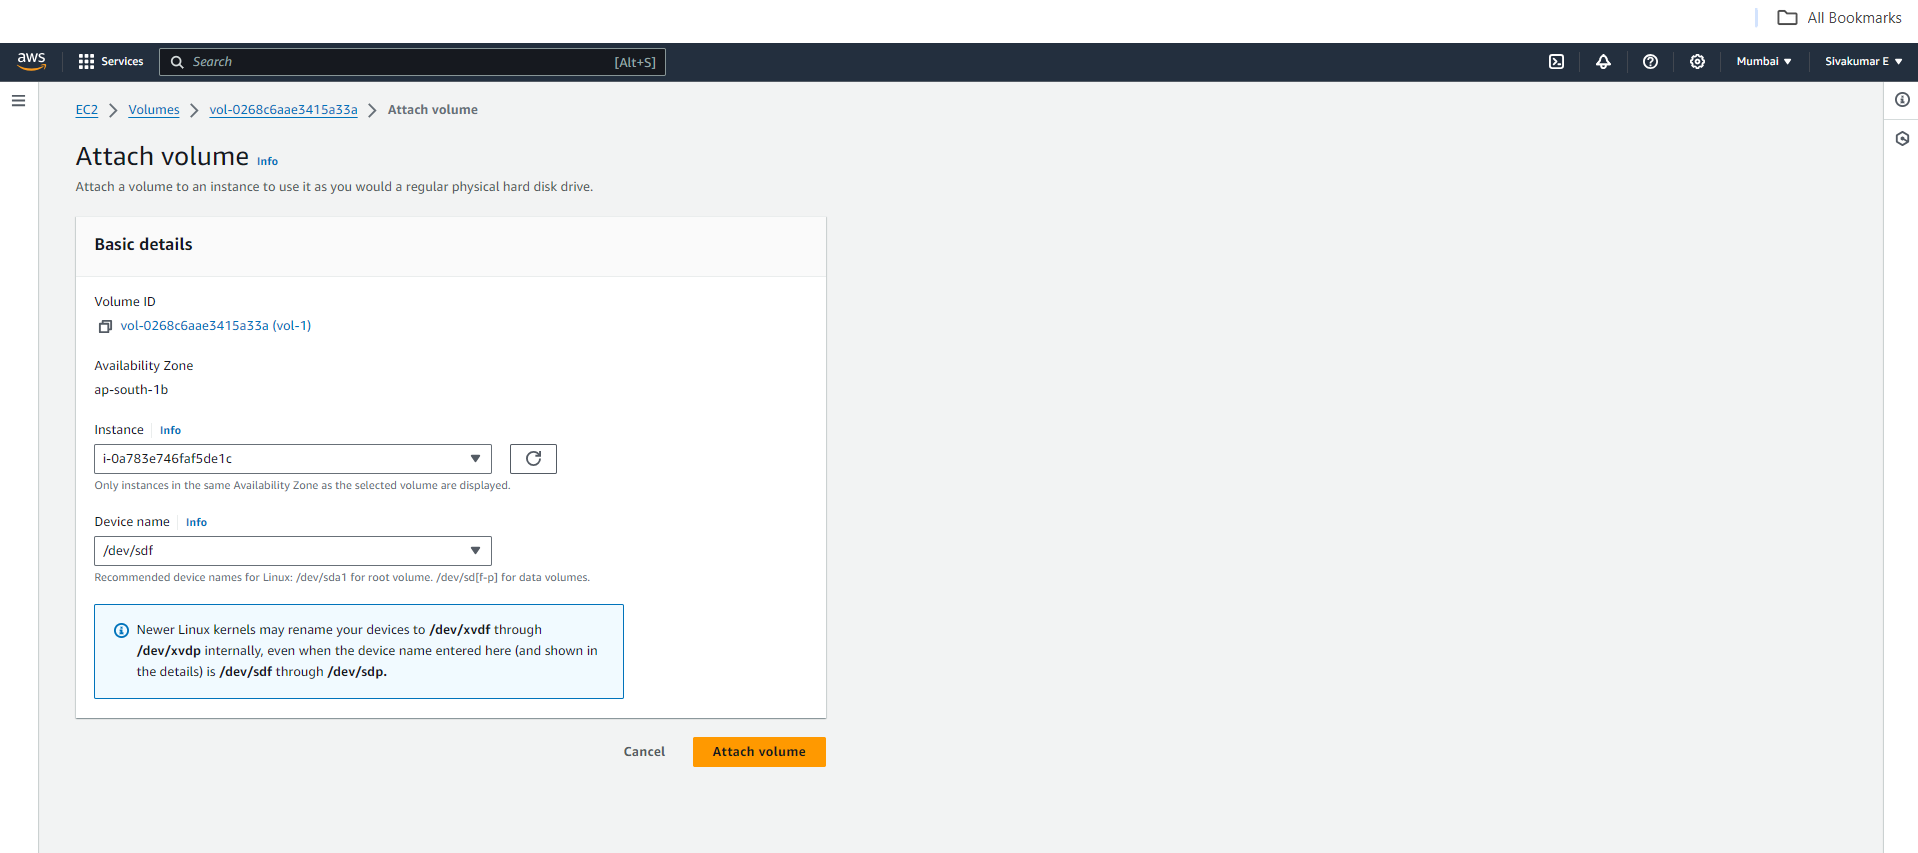 All Bookmarks
aws
Services
Search
[Alt+S]
Mumbai
Sivakumar E
EC2
Volumes
vol-0268c6aae3415a33a
Attach volume
Attach volume Info
Attach a volume to an instance to use it as you would a regular physical hard disk drive.
Basic details
Volume ID
vol-0268c6aae3415a33a (vol-1)
Availability Zone
ap-south-1b
Instance Info
i-0a783e746faf5de1c
Only instances in the same Availability Zone as the selected volume are displayed.
Device name Info
/dev/sdf
Recommended device names for Linux: /dev/sda1 for root volume. /dev/sd[f-p] for data volumes.
Newer Linux kernels may rename your devices to /dev/xvdf through
/dev/xvdp internally, even when the device name entered here (and shown in
the details) is /dev/sdf through /dev/sdp.
Cancel
Attach volume